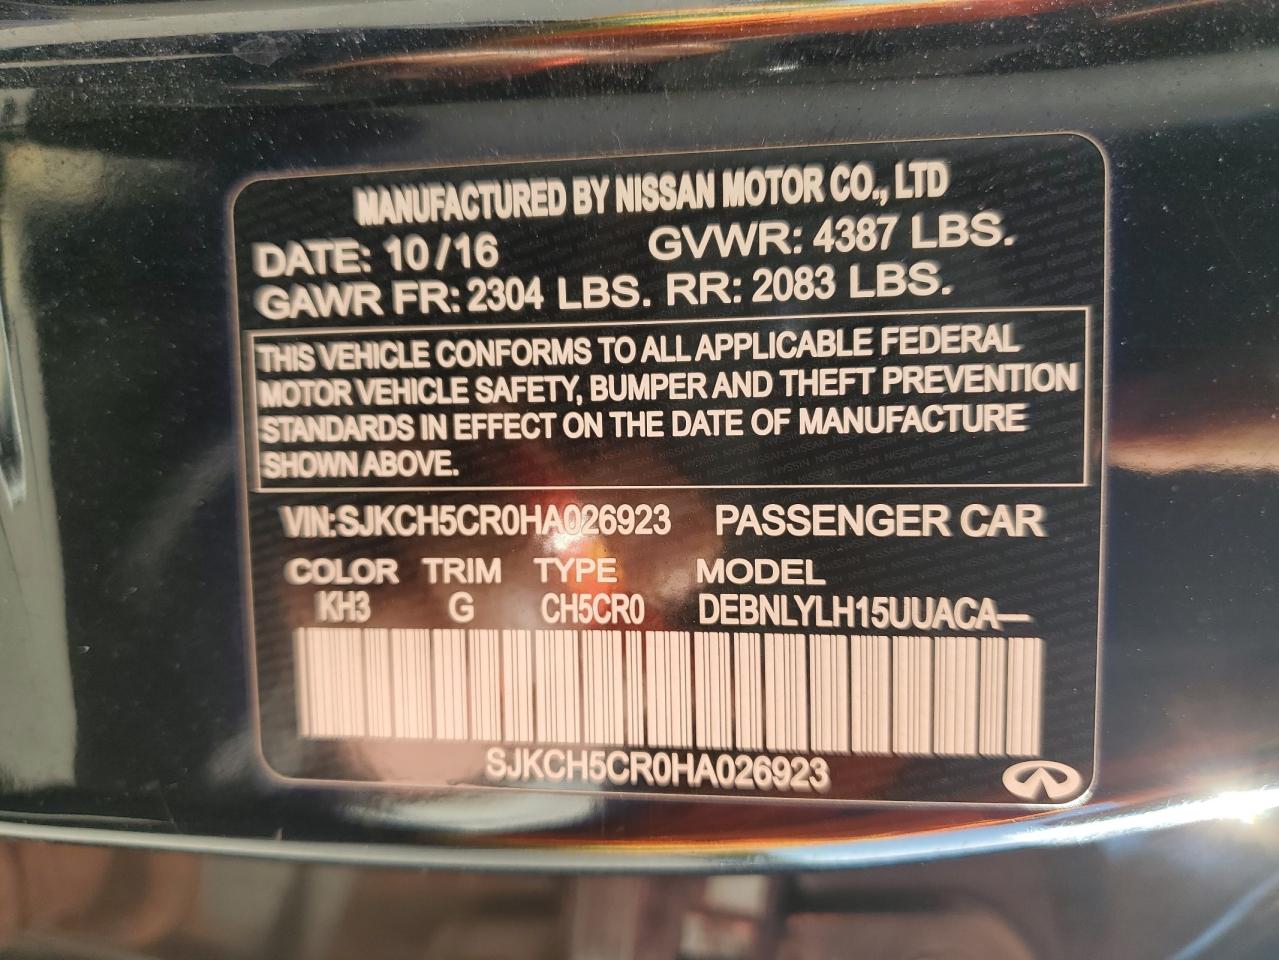 MANUFACTURED BY NISSAN MOTOR CO., LTD
DATE: 10/16 GVWR: 4387 LBS.
GAWR FR: 2304 LBS. RR: 2083 LBS.
THIS VEHICLE CONFORMS TO ALL APPLICABLE FEDERAL
MOTOR VEHICLE SAFETY, BUMPER AND THEFT PREVENTION
STANDARDS IN EFFECT ON THE DATE OF MANUFACTURE
SHOWN ABOVE.
VIN:SJKCH5CR0HA026923 PASSENGER CAR
COLOR TRIM TYPE MODEL
KH3 G CH5CR0 DEBNLYLH15UUACA—
SJKCH5CR0HA026923